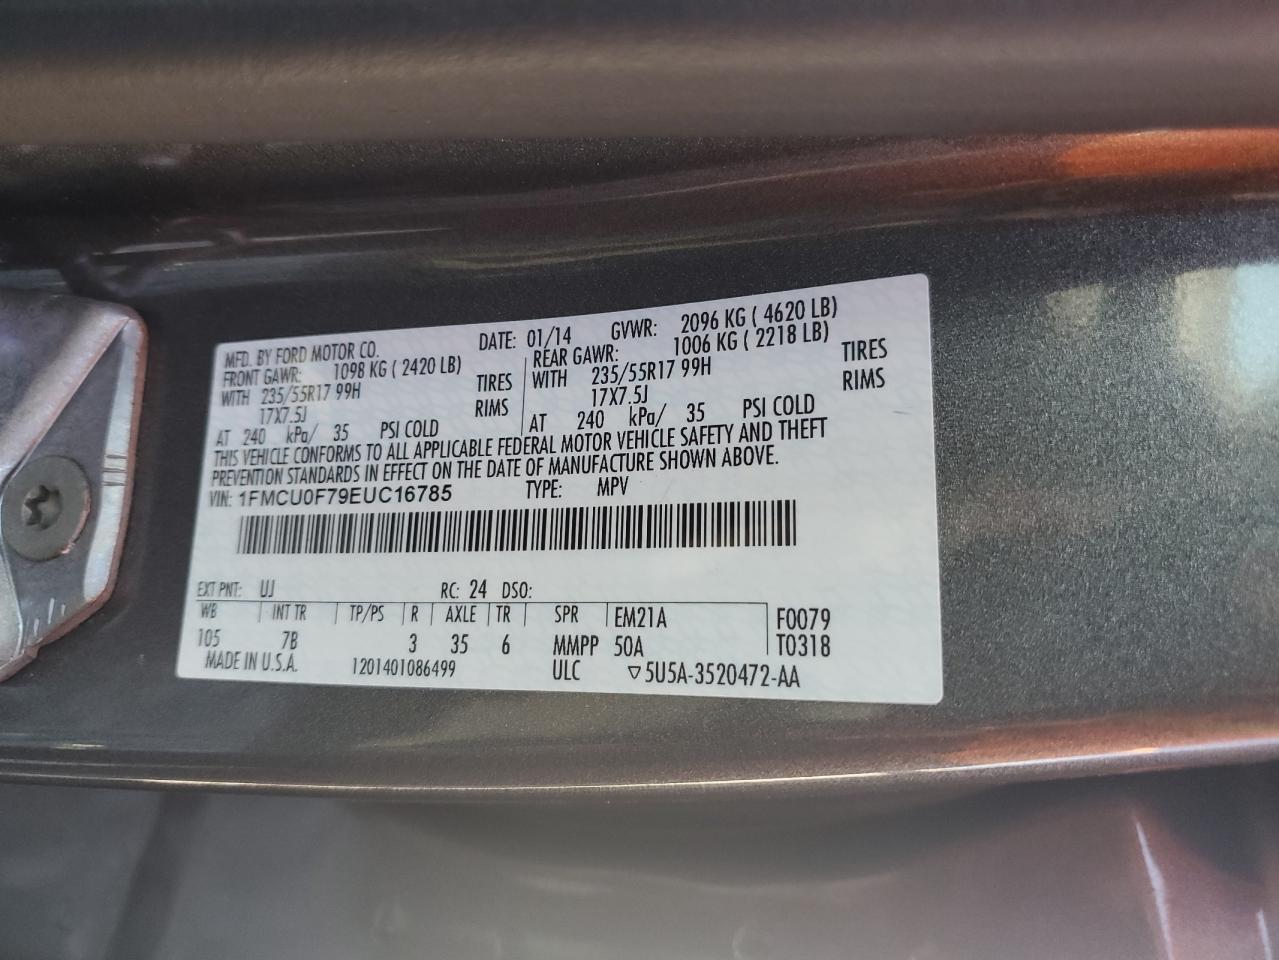 MFD. BY FORD MOTOR CO. DATE: 01/14 GVWR: 2096 KG ( 4620 LB)
FRONT GAWR: 1098 KG ( 2420 LB) REAR GAWR: 1006 KG ( 2218 LB)
WITH 235/55R17 99H TIRES WITH 235/55R17 99H TIRES
17X7.5J RIMS 17X7.5J RIMS
AT 240 kPa/ 35 PSI COLD AT 240 kPa/ 35 PSI COLD
THIS VEHICLE CONFORMS TO ALL APPLICABLE FEDERAL MOTOR VEHICLE SAFETY AND THEFT
PREVENTION STANDARDS IN EFFECT ON THE DATE OF MANUFACTURE SHOWN ABOVE.
VIN: 1FMCU0F79EUC16785 TYPE: MPV
EXT PNT: UJ RC: 24 DSO:
WB INT TR TP/PS R AXLE TR SPR EM21A F0079
105 7B 3 35 6 MMPP 50A T0318
MADE IN U.S.A. 1201401086499 ULC ▽5U5A-3520472-AA